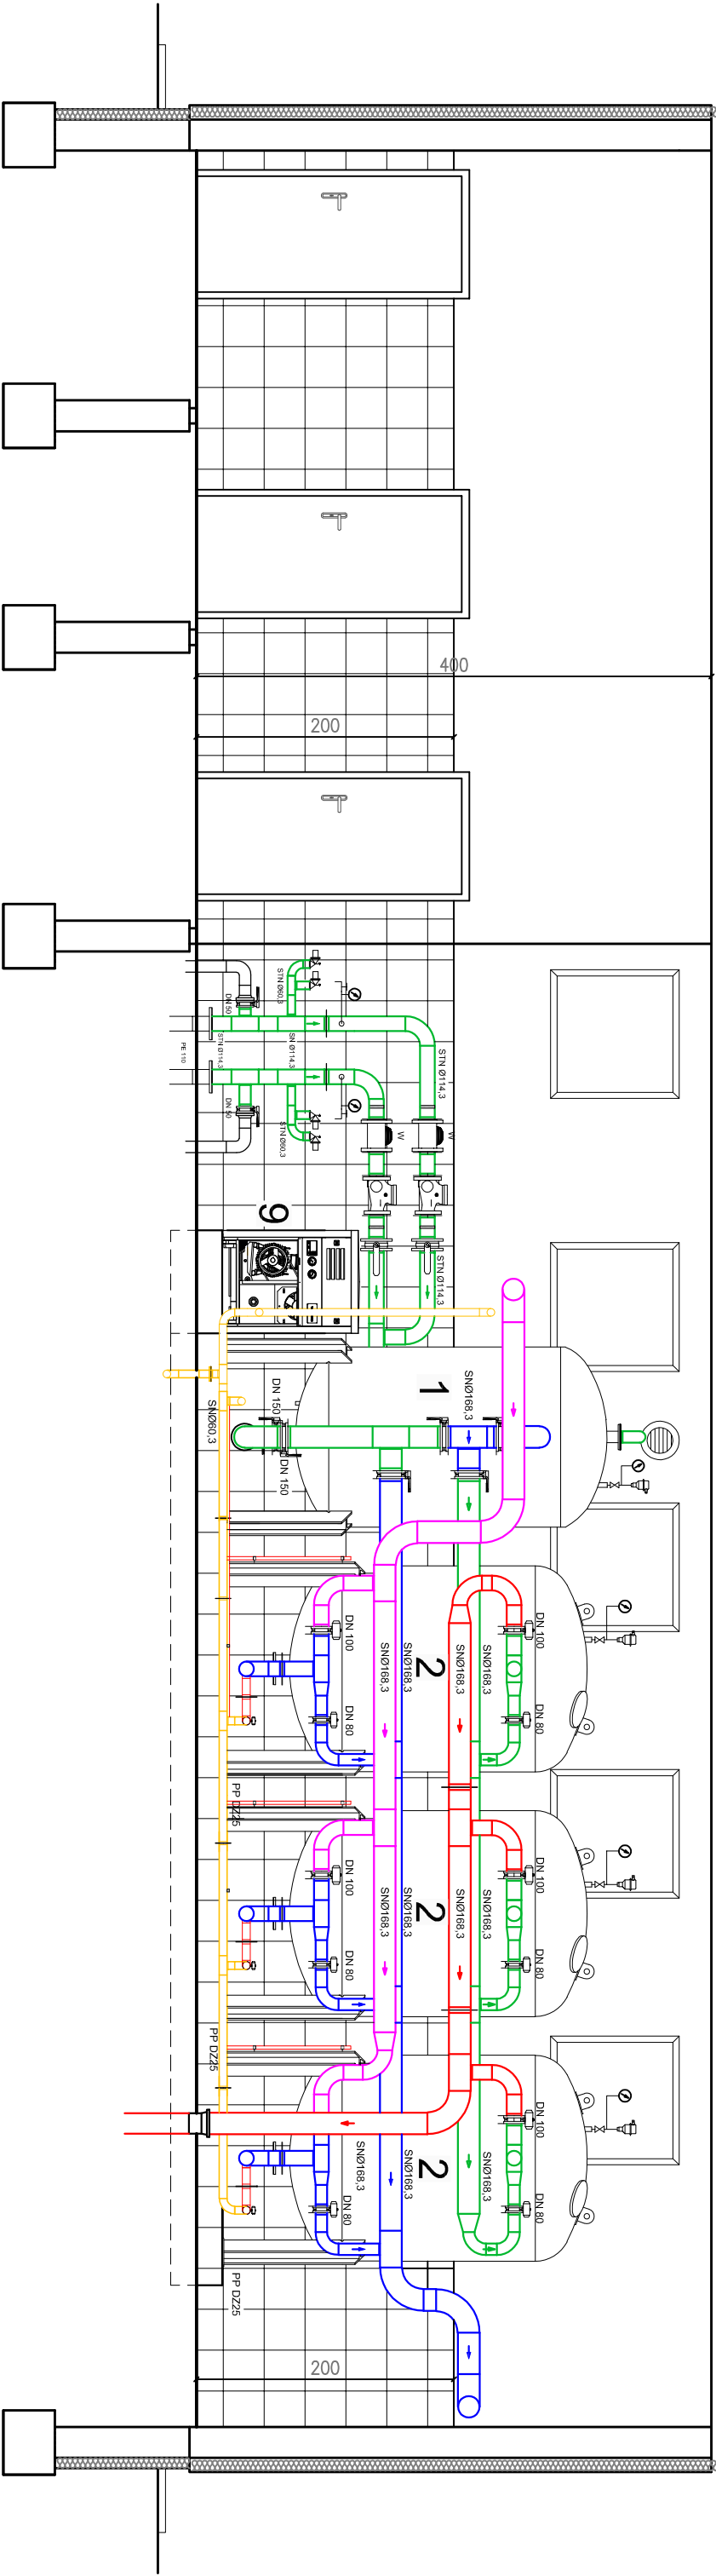 400
200
STN Ø60,3
DN 50
STN Ø114,3
SN Ø114,3
PE 110
STN Ø114,3
DN 50
STN Ø60,3
W
W
9
STN Ø114,3
1
SNØ168,3
DN 150
DN 150
SNØ60,3
DN 100
DN 100
SNØ168,3
SNØ168,3
2
SNØ168,3
SNØ168,3
DN 80
DN 80
PP DZ25
DN 100
DN 100
SNØ168,3
SNØ168,3
2
SNØ168,3
SNØ168,3
DN 80
DN 80
PP DZ25
DN 100
SNØ168,3
SNØ168,3
2
SNØ168,3
DN 80
DN 80
PP DZ25
200